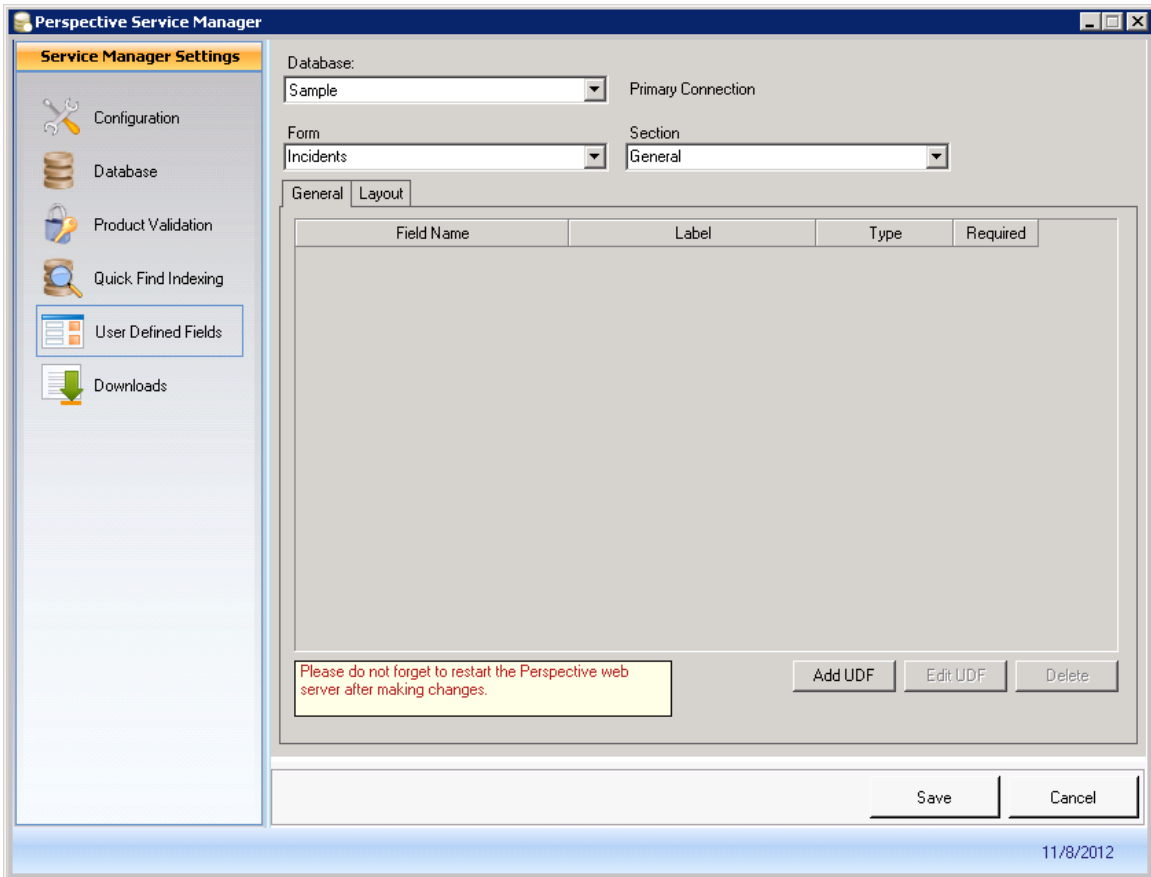 Perspective Service Manager
Service Manager Settings
Configuration
Database
Product Validation
Quick Find Indexing
User Defined Fields
Downloads
Database:
Sample
Primary Connection
Form
Section
Incidents
General
General
Layout
Field Name
Label
Type
Required
Please do not forget to restart the Perspective web
server after making changes.
Add UDF
Edit UDF
Delete
Save
Cancel
11/8/2012